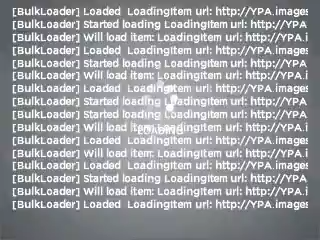 [BulkLoader] Loaded LoadingItem url: http://YPA.images
[BulkLoader] Started loading LoadingItem url: http://YPA
[BulkLoader] Will load item: LoadingItem url: http://YPA.i
[BulkLoader] Loaded LoadingItem url: http://YPA.images
[BulkLoader] Started loading LoadingItem url: http://YPA
[BulkLoader] Will load item: LoadingItem url: http://YPA.i
[BulkLoader] Loaded LoadingItem url: http://YPA.images
[BulkLoader] Started loading LoadingItem url: http://YPA
[BulkLoader] Started loading LoadingItem url: http://YPA
[BulkLoader] Will load item: LoadingItem url: http://YPA.i
LOADING
[BulkLoader] Loaded LoadingItem url: http://YPA.images
[BulkLoader] Will load item: LoadingItem url: http://YPA.i
[BulkLoader] Loaded LoadingItem url: http://YPA.images
[BulkLoader] Started loading LoadingItem url: http://YPA
[BulkLoader] Will load item: LoadingItem url: http://YPA.i
[BulkLoader] Loaded LoadingItem url: http://YPA.images